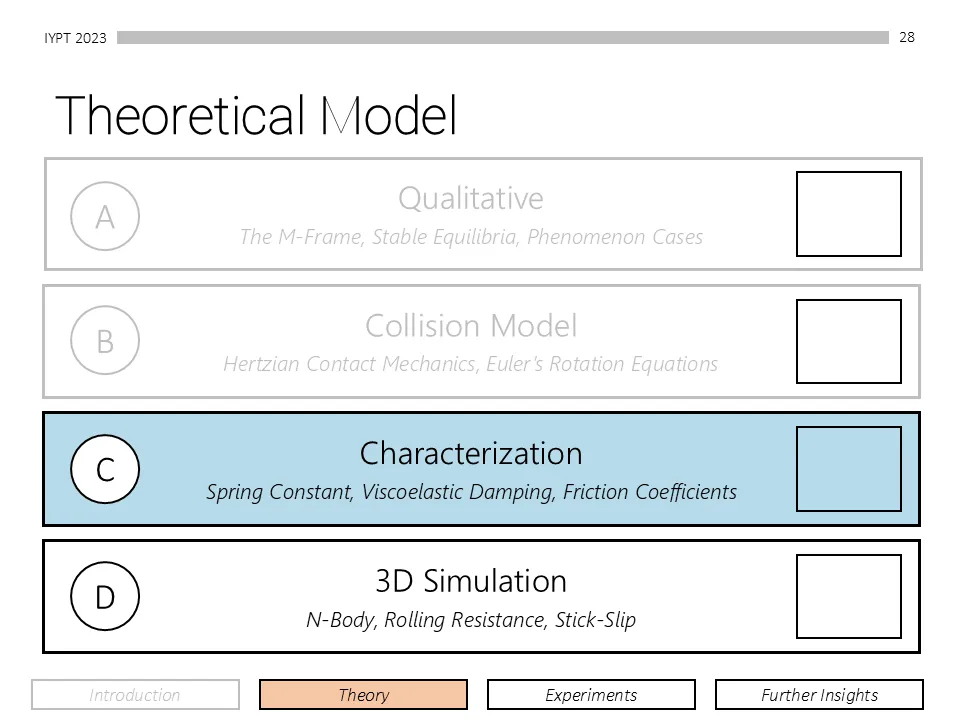 IYPT 2023
28
Theoretical Model
A
Qualitative
The M-Frame, Stable Equilibria, Phenomenon Cases
B
Collision Model
Hertzian Contact Mechanics, Euler's Rotation Equations
C
Characterization
Spring Constant, Viscoelastic Damping, Friction Coefficients
D
3D Simulation
N-Body, Rolling Resistance, Stick-Slip
Introduction
Theory
Experiments
Further Insights